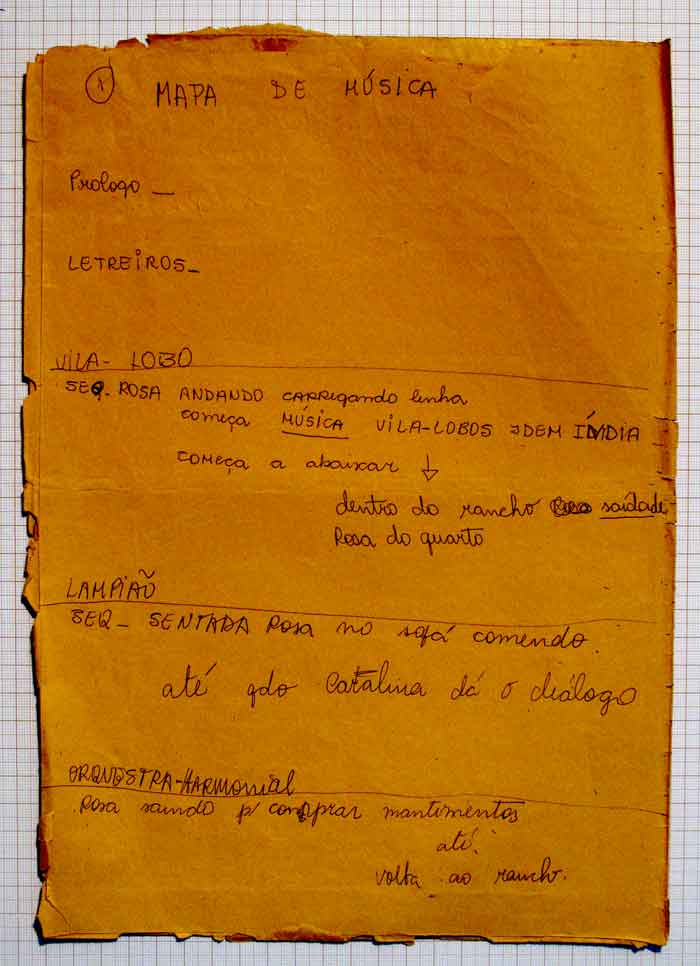 1 MAPA DE MÚSICA
Prologo _
LETREIROS_
VILA- LOBO
SEQ. ROSA ANDANDO CARREGANDO lenha
começa MÚSICA VILA-LOBOS IDEM ÍNDIA
COMEÇA a abaixar ↓
dentro do rancho saídade
Rosa do quarto
LAMPIÃO
SEQ_ SENTADA Rosa no sofá comendo.
até qdo Catalina dá o diálogo
ORQUESTRA-HARMONIAL
Rosa saindo p/ comprar mantimentos
até.
volta ao rancho.